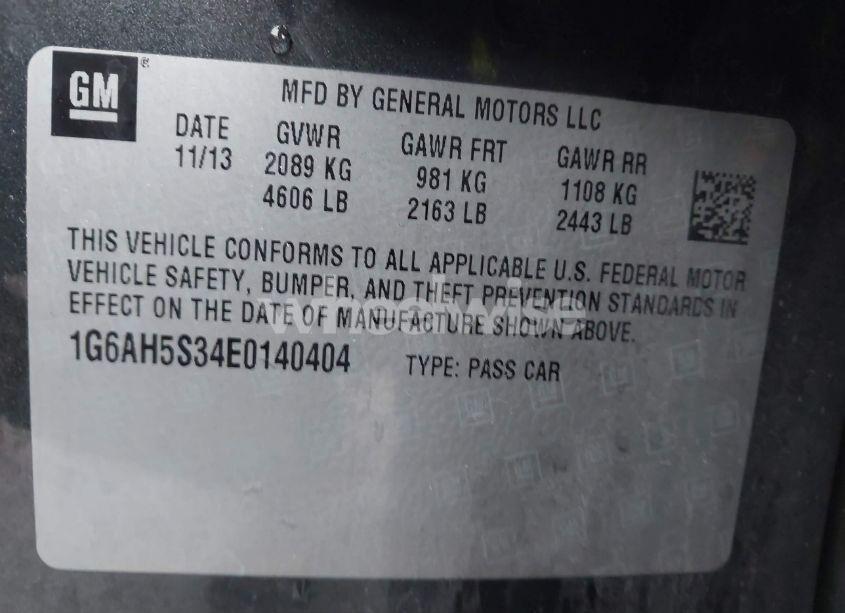 GM
MFD BY GENERAL MOTORS LLC
DATE GVWR GAWR FRT GAWR RR
11/13 2089 KG 981 KG 1108 KG
4606 LB 2163 LB 2443 LB
THIS VEHICLE CONFORMS TO ALL APPLICABLE U.S. FEDERAL MOTOR
VEHICLE SAFETY, BUMPER, AND THEFT PREVENTION STANDARDS IN
EFFECT ON THE DATE OF MANUFACTURE SHOWN ABOVE.
1G6AH5S34E0140404 TYPE: PASS CAR